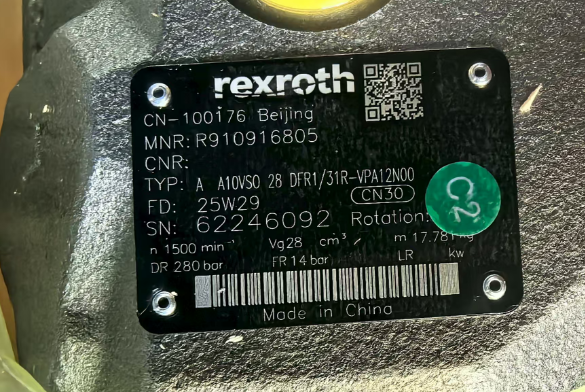 rexroth
CN-100176 Beijing
MNR: R910916805
CNR:
TYP: A A10VSO 28 DFR1/31R-VPA12N00
FD: 25W29 CN30
SN: 62246092 Rotation:
C2
n 1500 min⁻¹ Vg28 cm³ m 17.781 kg
DR 280 bar FR 14 bar LR kw
Made in China